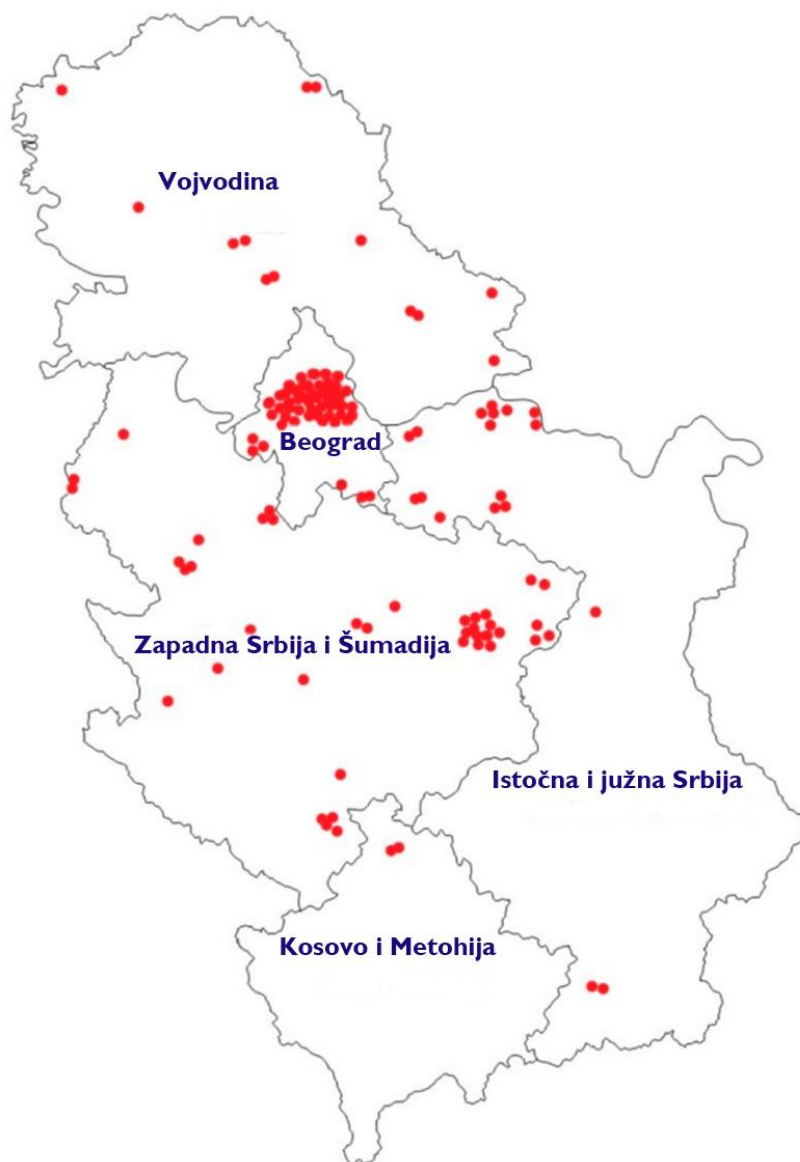 Vojvodina
Beograd
Zapadna Srbija i Šumadija
Istočna i južna Srbija
Kosovo i Metohija